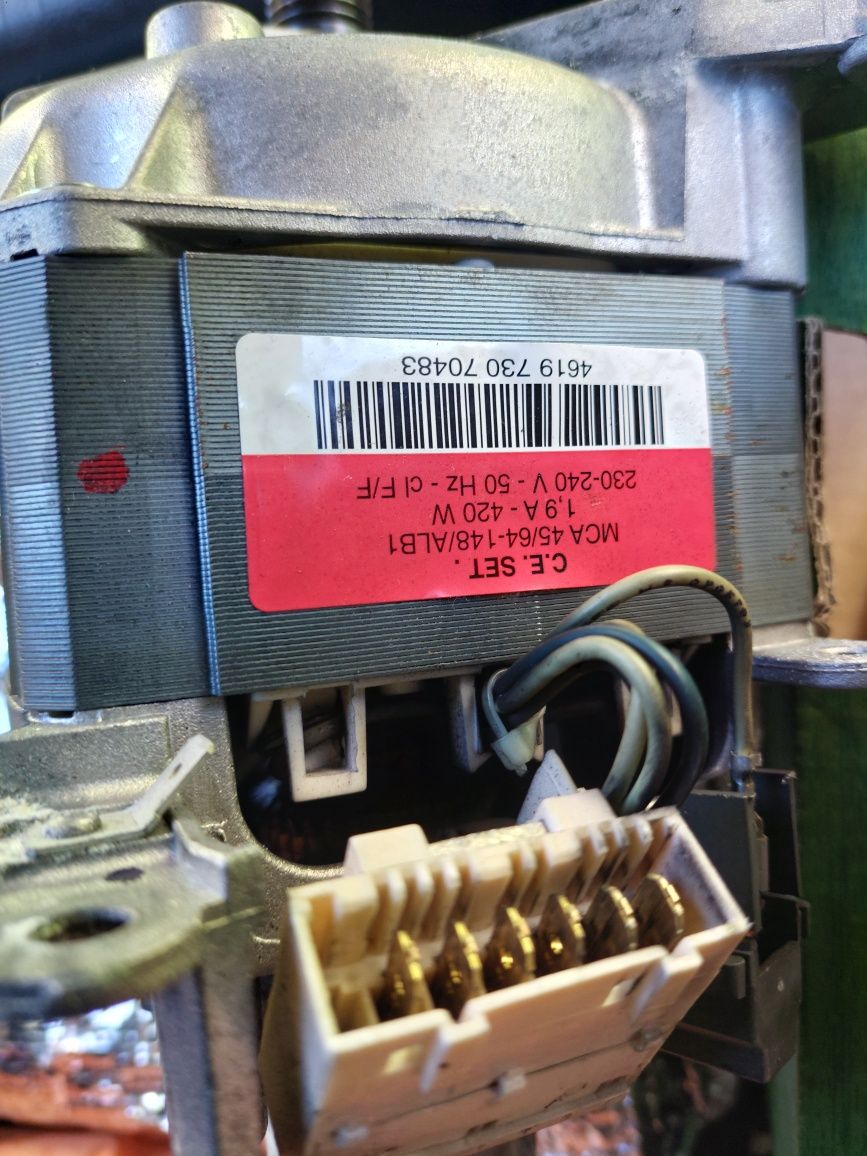 C.E. SET.
MCA 45/64-148/ALB1
1,9 A - 420 W
230-240 V - 50 Hz - cl F/F
4619 730 70483